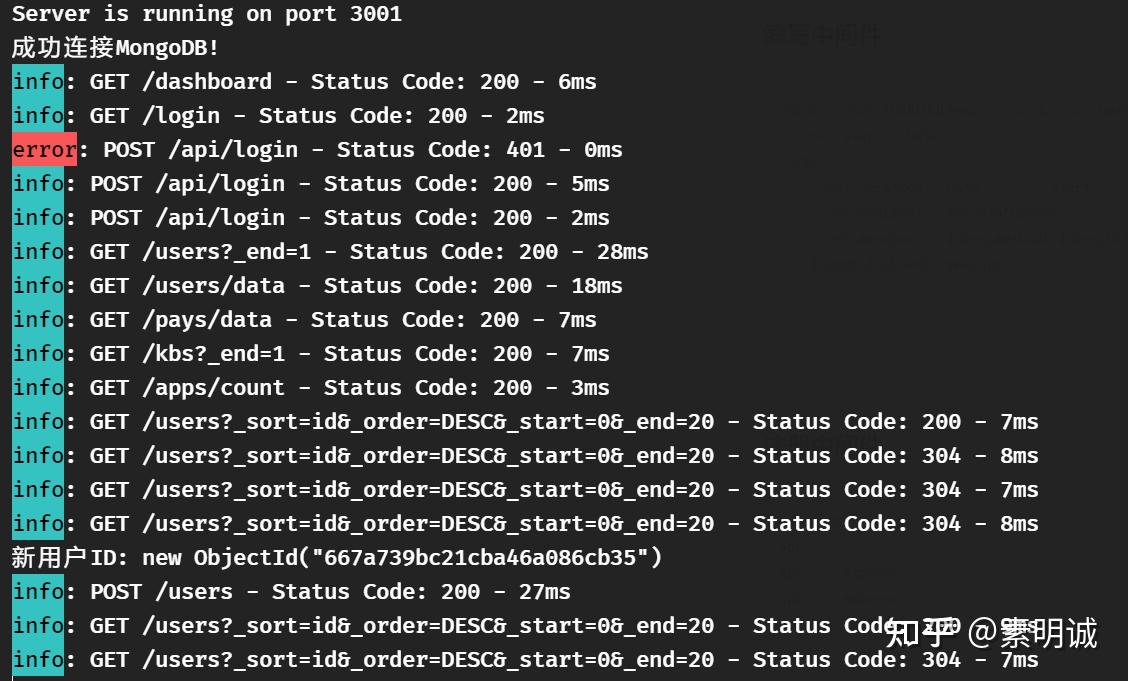 Server is running on port 3001
成功连接MongoDB!
info: GET /dashboard - Status Code: 200 - 6ms
info: GET /login - Status Code: 200 - 2ms
error: POST /api/login - Status Code: 401 - 0ms
info: POST /api/login - Status Code: 200 - 5ms
info: POST /api/login - Status Code: 200 - 2ms
info: GET /users?_end=1 - Status Code: 200 - 28ms
info: GET /users/data - Status Code: 200 - 18ms
info: GET /pays/data - Status Code: 200 - 7ms
info: GET /kbs?_end=1 - Status Code: 200 - 7ms
info: GET /apps/count - Status Code: 200 - 3ms
info: GET /users?_sort=id&_order=DESC&_start=0&_end=20 - Status Code: 200 - 7ms
info: GET /users?_sort=id&_order=DESC&_start=0&_end=20 - Status Code: 304 - 8ms
info: GET /users?_sort=id&_order=DESC&_start=0&_end=20 - Status Code: 304 - 7ms
info: GET /users?_sort=id&_order=DESC&_start=0&_end=20 - Status Code: 304 - 8ms
新用户ID: new ObjectId("667a739bc21cba46a086cb35")
info: POST /users - Status Code: 200 - 27ms
info: GET /users?_sort=id&_order=DESC&_start=0&_end=20 - Status Code: 200 -
info: GET /users?_sort=id&_order=DESC&_start=0&_end=20 - Status Code: 304 - 7ms
知乎 @素明诚